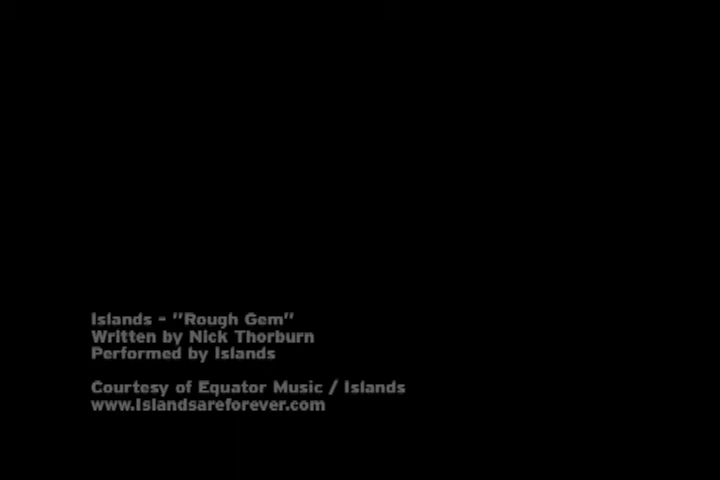 Islands - "Rough Gem"
Written by Nick Thorburn
Performed by Islands
Courtesy of Equator Music / Islands
www.Islandsareforever.com